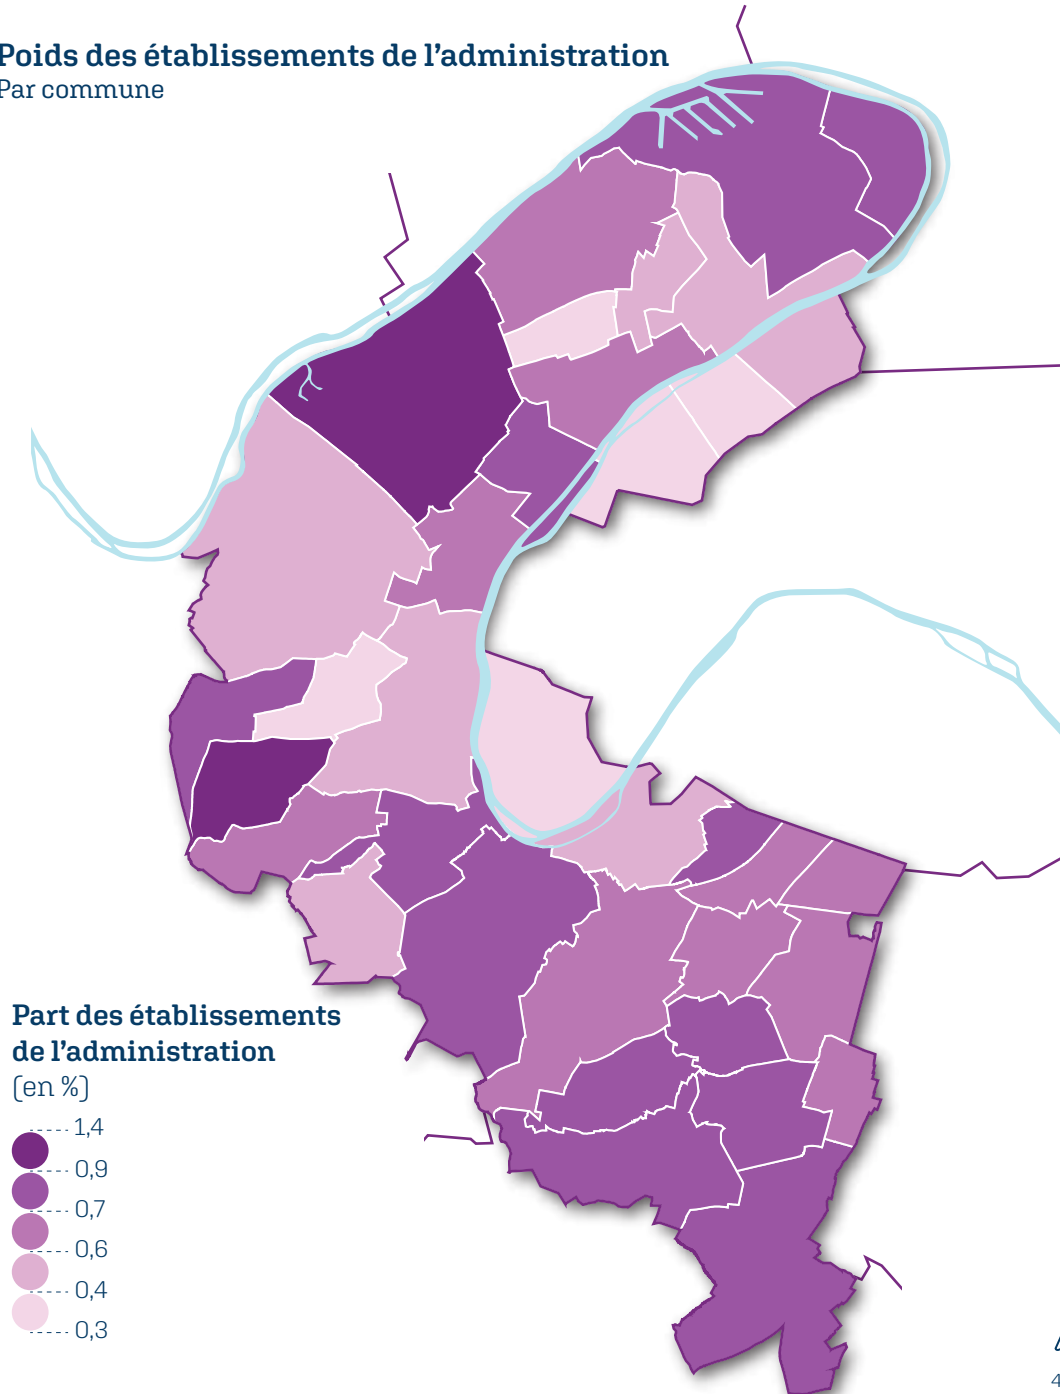 Poids des établissements de l'administration
Par commune
Part des établissements
de l'administration
(en %)
1,4
0,9
0,7
0,6
0,4
0,3
4